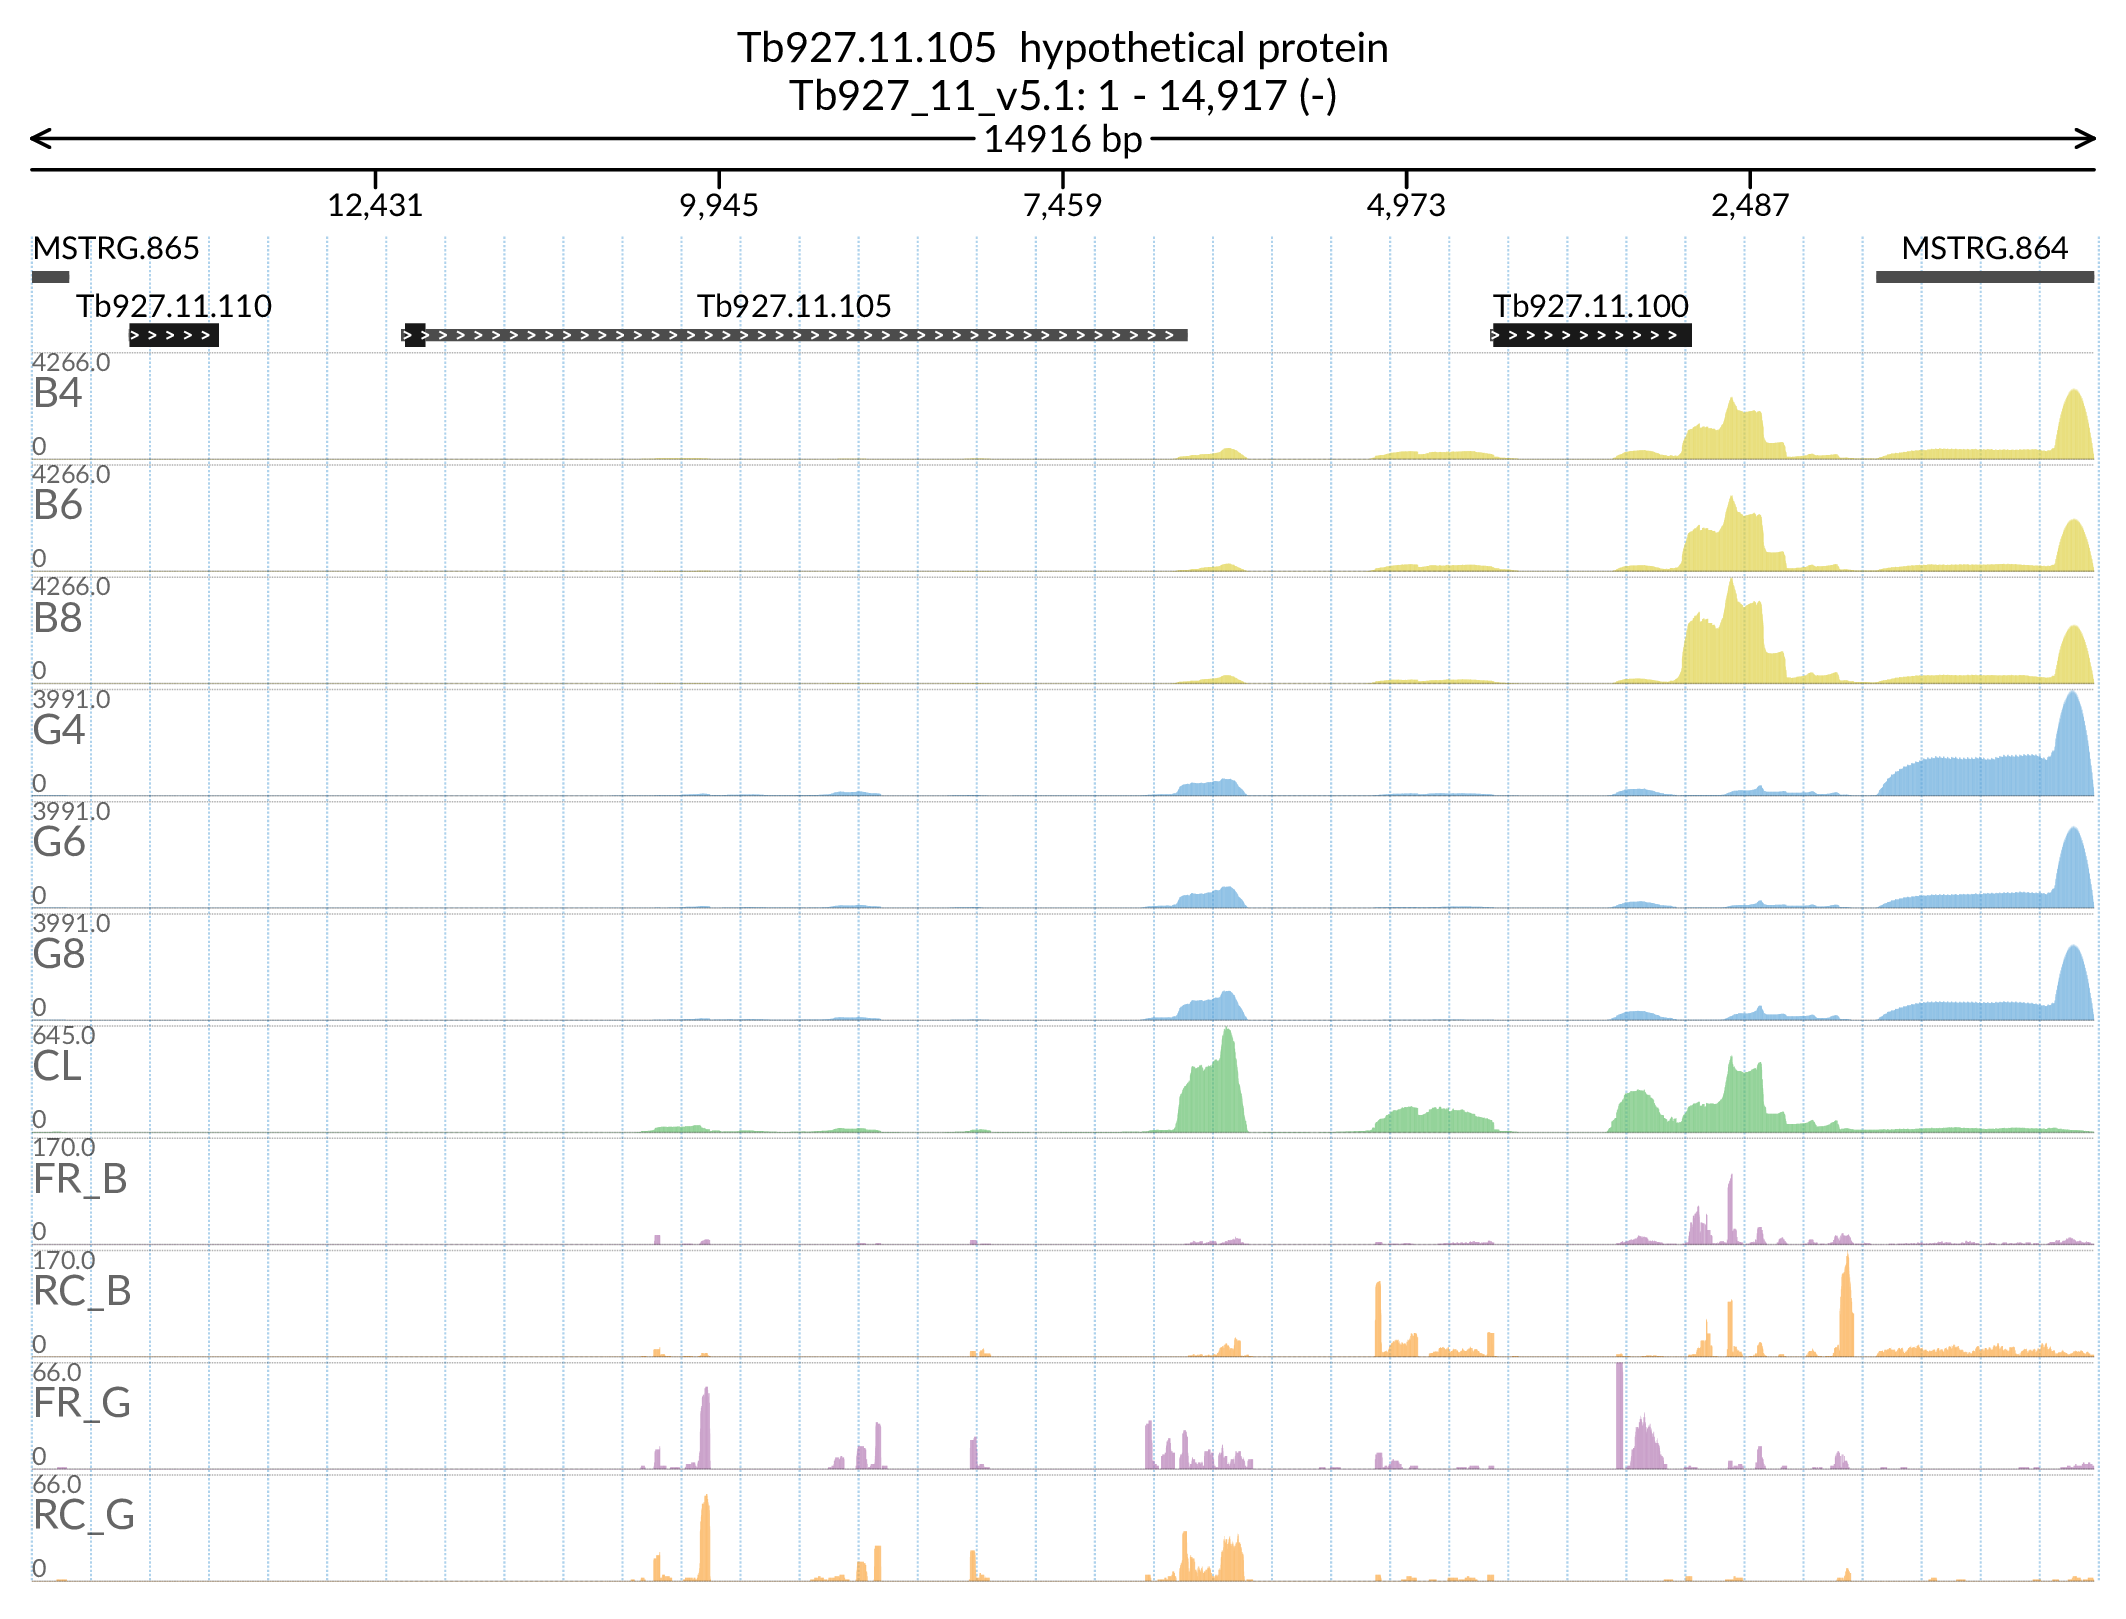 Tb927.11.105 hypothetical protein
Tb927_11_v5.1: 1 - 14,917 (-)
14916 bp
12,431 9,945 7,459 4,973 2,487
MSTRG.865 MSTRG.864
Tb927.11.110 Tb927.11.105 Tb927.11.100
4266.0
B4
0
4266.0
B6
0
4266.0
B8
0
3991.0
G4
0
3991.0
G6
0
3991.0
G8
0
645.0
CL
0
170.0
FR_B
0
170.0
RC_B
0
66.0
FR_G
0
66.0
RC_G
0